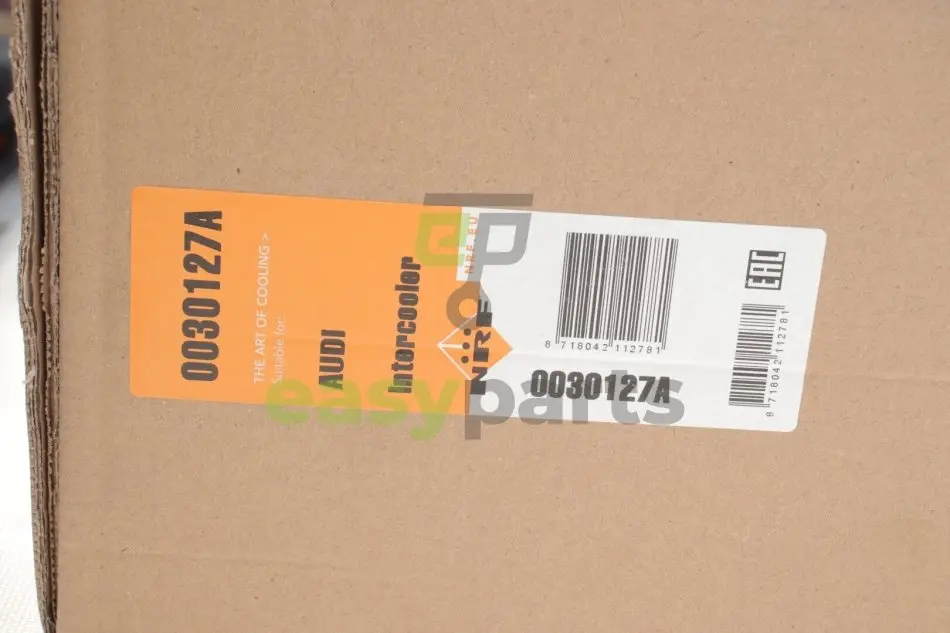 0030127A
THE ART OF COOLING >
Suitable for:
AUDI
Intercooler
NRF.EU
NRF
8 718042 112781
0030127A
EAC
8 718042 112781
easyparts